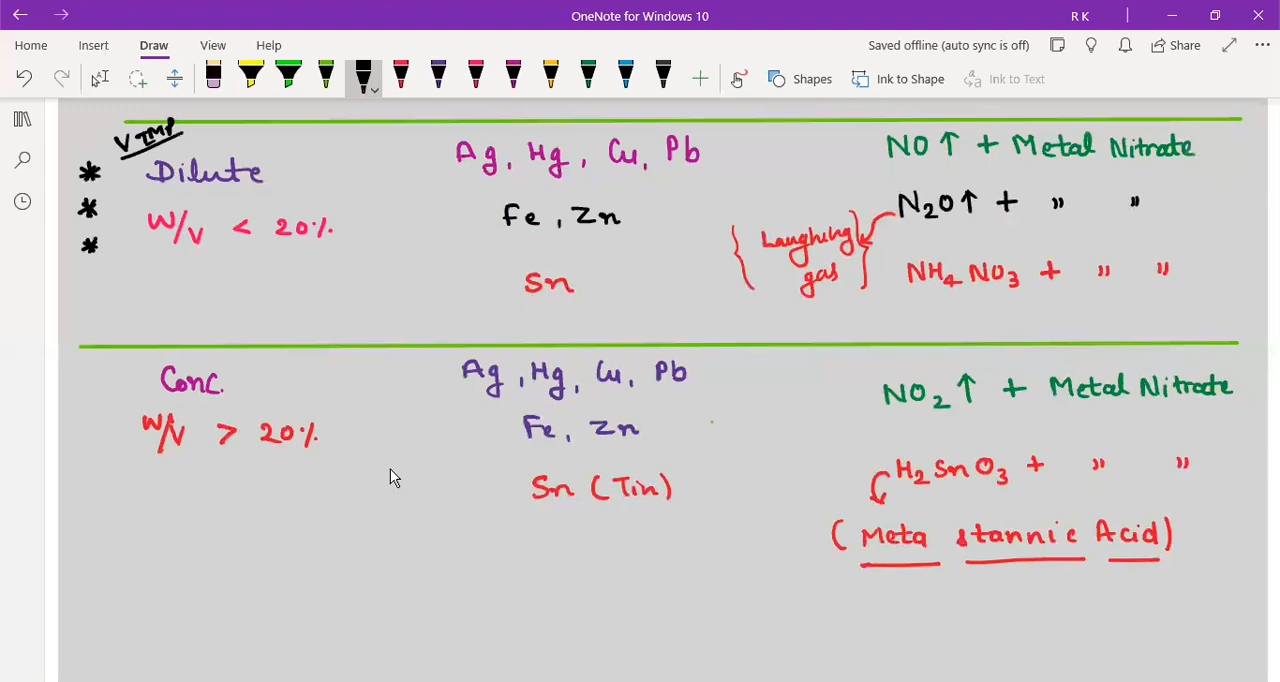 OneNote for Windows 10
R K
Home Insert Draw View Help
Saved offline (auto sync is off)
Share
Shapes
Ink to Shape
Ink to Text
V IMP
Dilute Ag, Hg, Cu, Pb NO↑ + Metal Nitrate
W/V < 20% Fe, Zn N2O↑ + " "
{Laughing gas}
Sn NH4NO3 + " "
Conc. Ag, Hg, Cu, Pb NO2↑ + Metal Nitrate
W/V > 20% Fe, Zn
Sn (Tin) H2SnO3 + " "
(Meta stannic Acid)